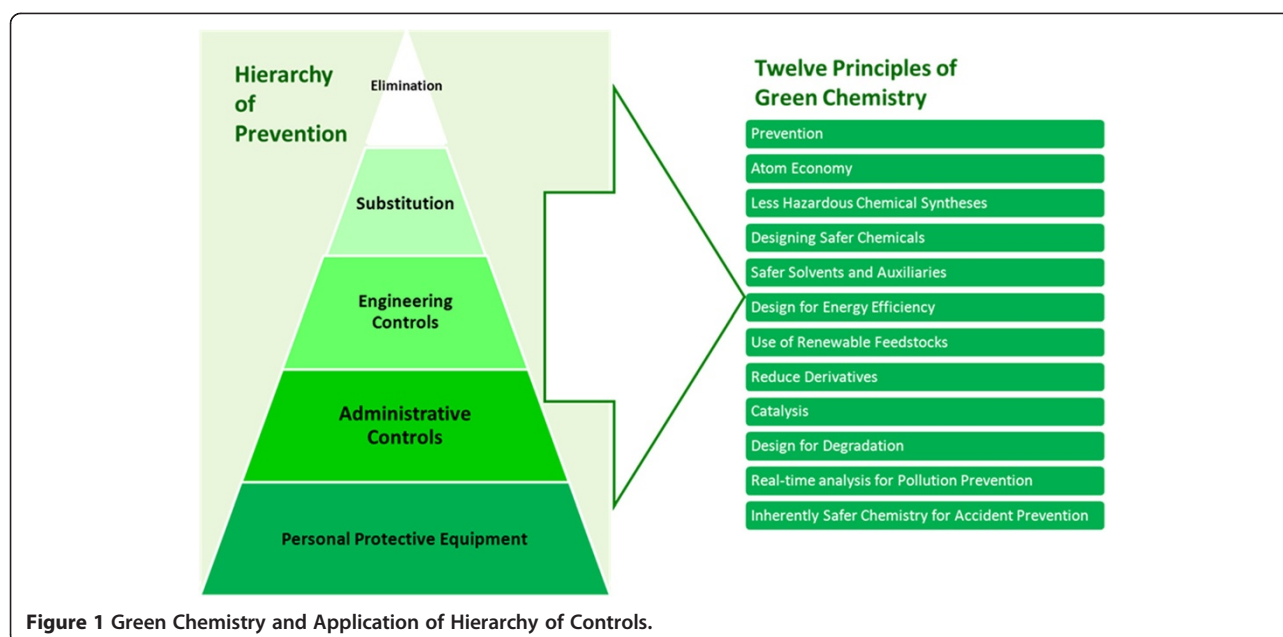 Hierarchy
of
Prevention
Elimination
Substitution
Engineering
Controls
Administrative
Controls
Personal Protective Equipment
Twelve Principles of
Green Chemistry
Prevention
Atom Economy
Less Hazardous Chemical Syntheses
Designing Safer Chemicals
Safer Solvents and Auxiliaries
Design for Energy Efficiency
Use of Renewable Feedstocks
Reduce Derivatives
Catalysis
Design for Degradation
Real-time analysis for Pollution Prevention
Inherently Safer Chemistry for Accident Prevention
Figure 1 Green Chemistry and Application of Hierarchy of Controls.